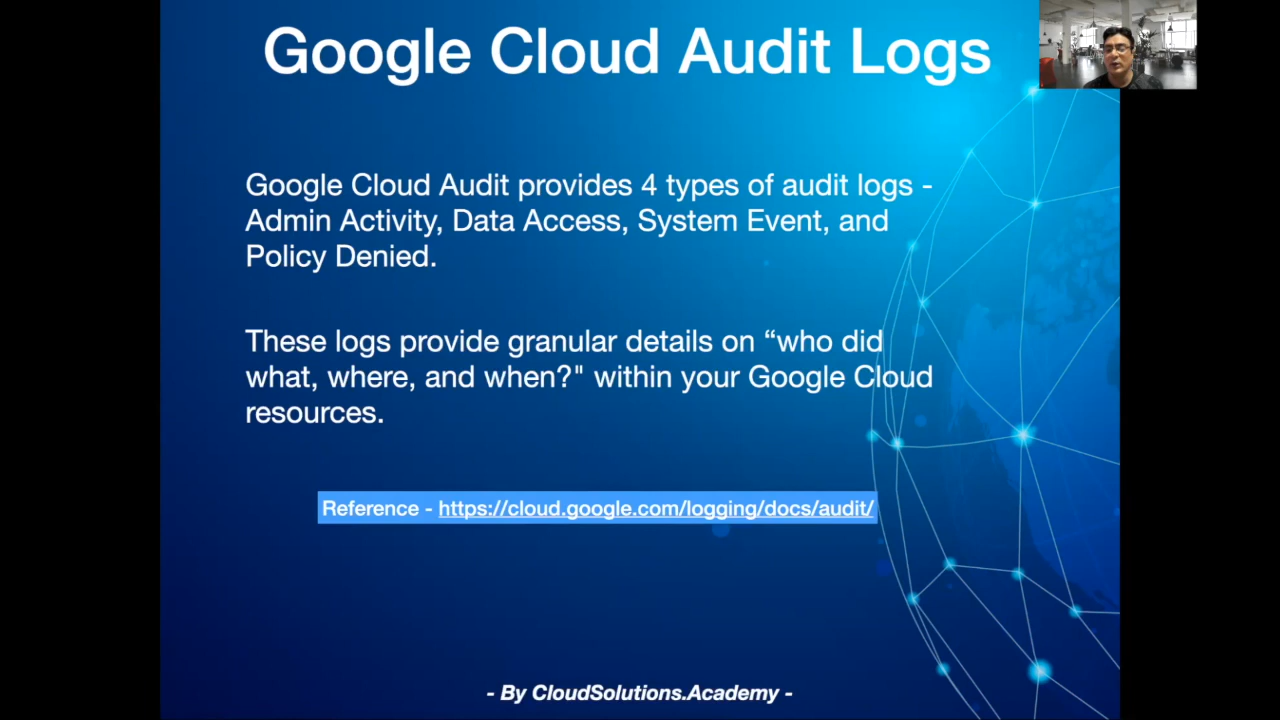 Google Cloud Audit Logs
Google Cloud Audit provides 4 types of audit logs -
Admin Activity, Data Access, System Event, and
Policy Denied.
These logs provide granular details on “who did
what, where, and when?" within your Google Cloud
resources.
Reference - https://cloud.google.com/logging/docs/audit/
- By CloudSolutions.Academy -